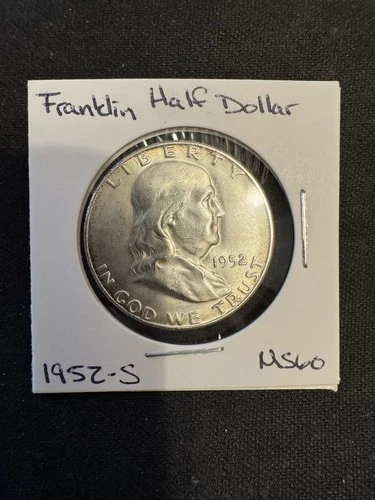 Franklin Half Dollar
LIBERTY
1952
IN GOD WE TRUST
1952-S
MS60